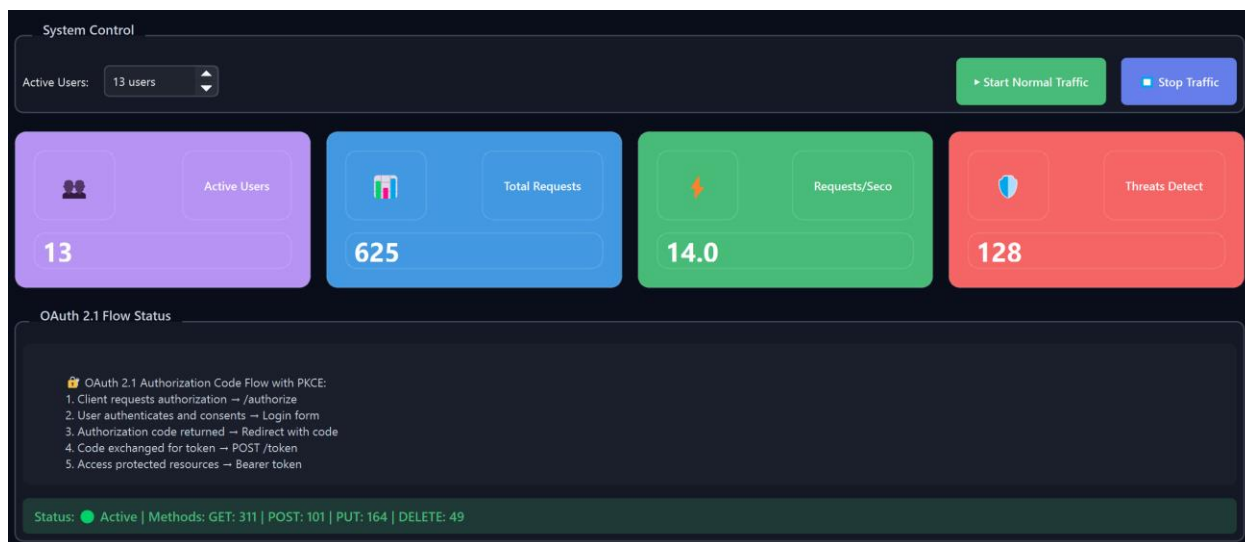 System Control
Active Users: 13 users
▸ Start Normal Traffic
Stop Traffic
Active Users
13
Total Requests
625
Requests/Seco
14.0
Threats Detect
128
OAuth 2.1 Flow Status
🔐 OAuth 2.1 Authorization Code Flow with PKCE:
1. Client requests authorization → /authorize
2. User authenticates and consents → Login form
3. Authorization code returned → Redirect with code
4. Code exchanged for token → POST /token
5. Access protected resources → Bearer token
Status: 🟢 Active | Methods: GET: 311 | POST: 101 | PUT: 164 | DELETE: 49